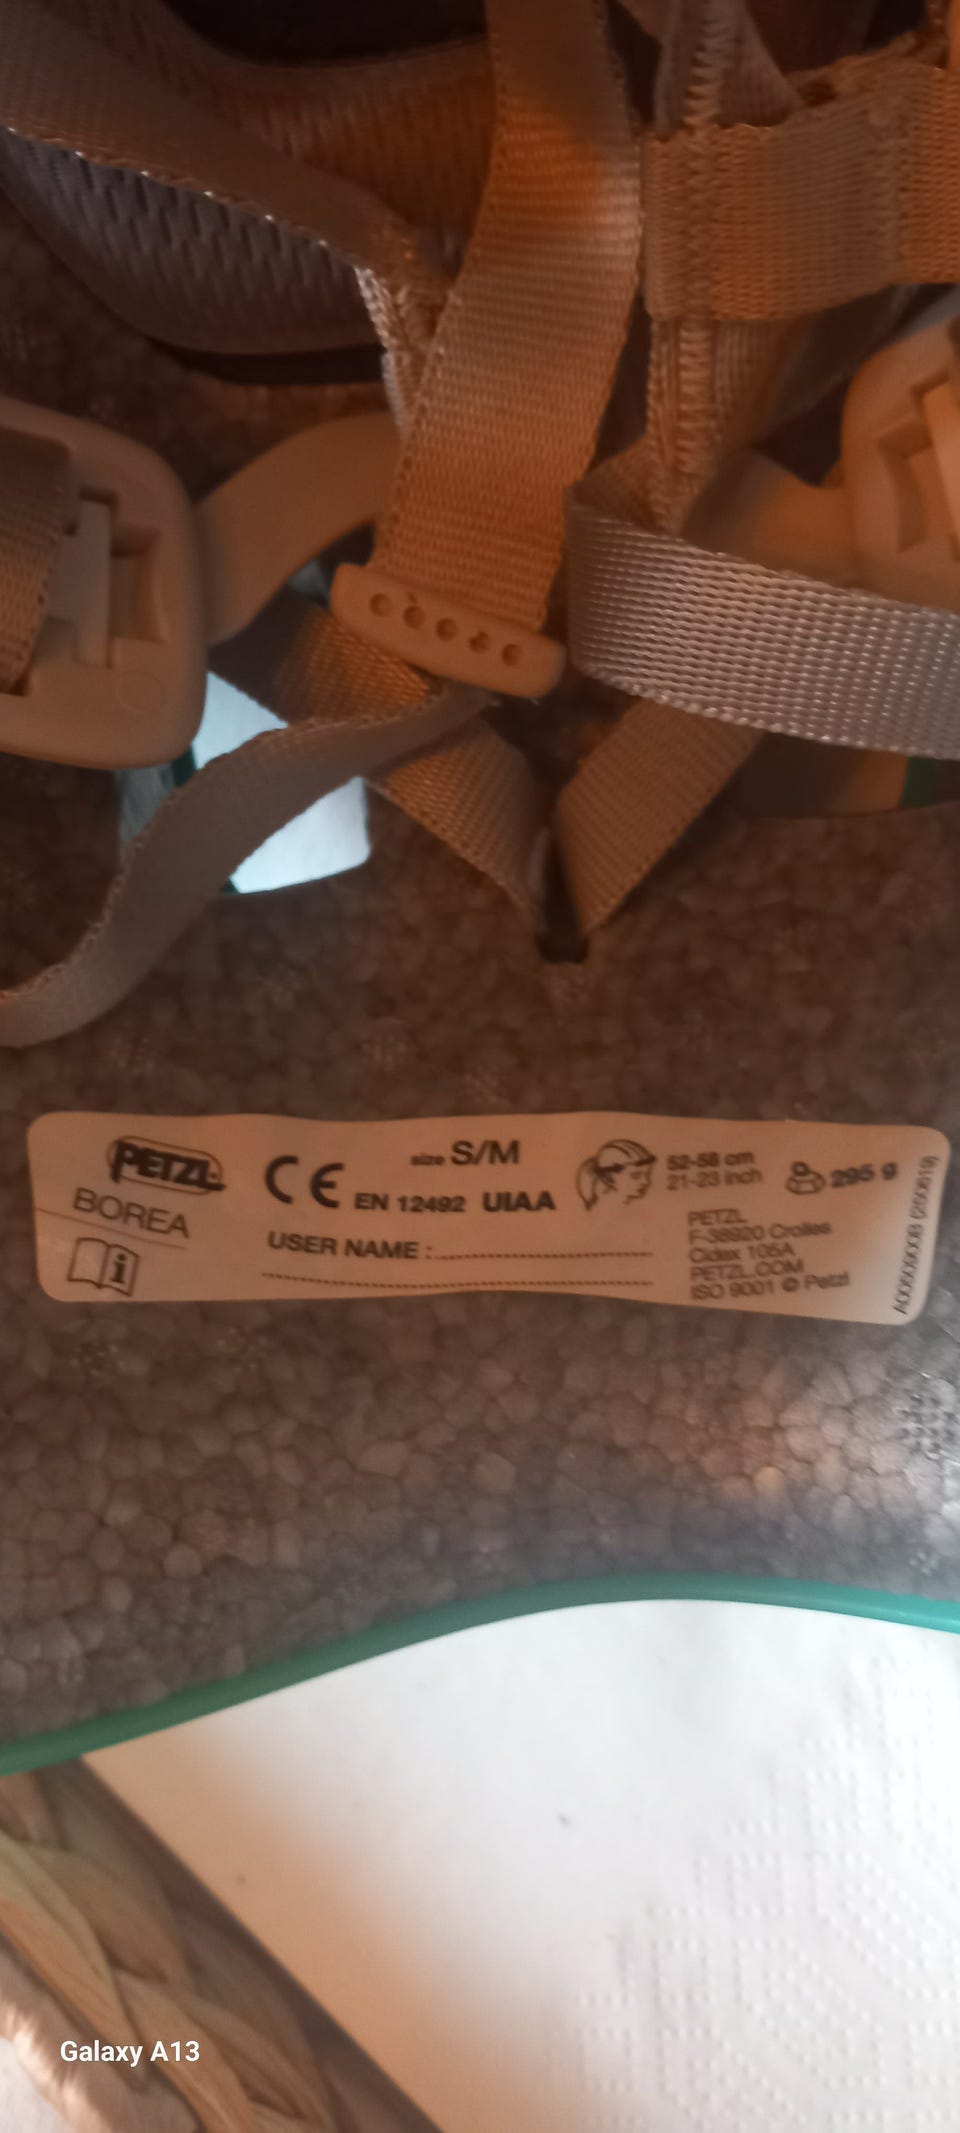 PETZL
BOREA
CE
size S/M
EN 12492 UIAA
52-58 cm
21-23 inch
295 g
USER NAME :
PETZL
F-38920 Crolles
Cidex 105A
PETZL.COM
ISO 9001 © Petzl
Galaxy A13